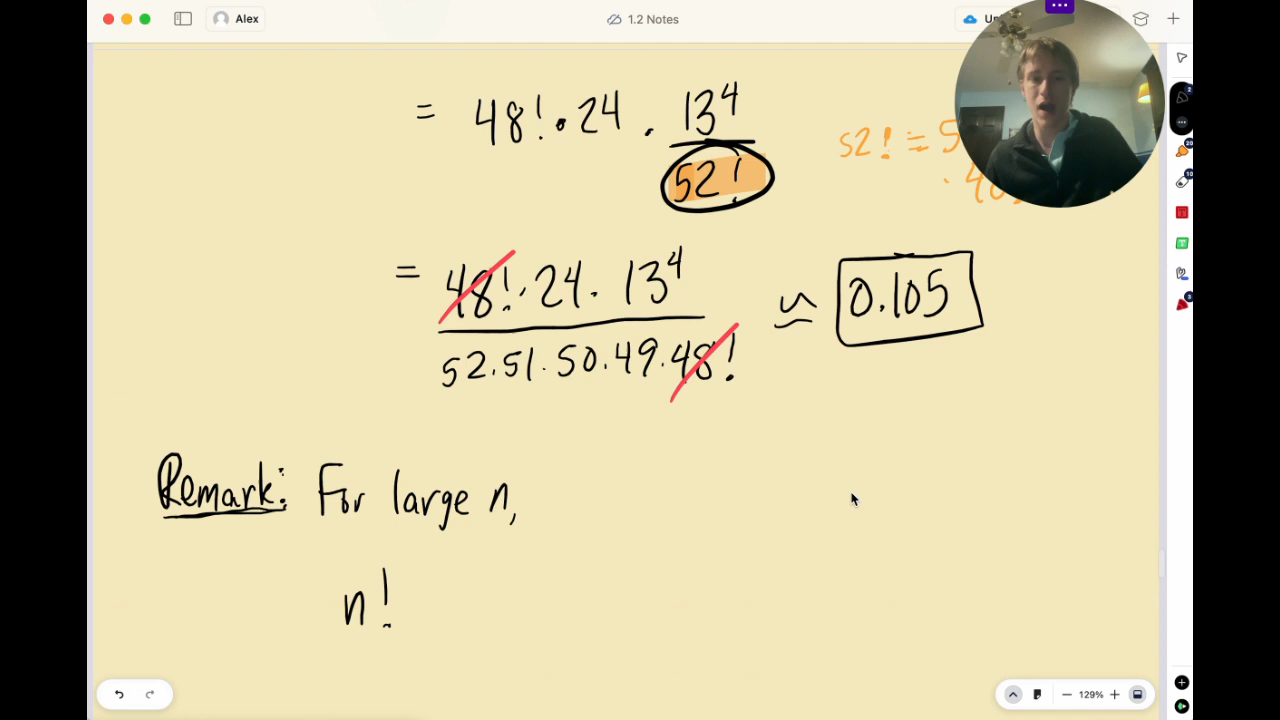 Alex
1.2 Notes
= 48! · 24 · 13⁴ / 52!
52! =
= 48! · 24 · 13⁴ / 52 · 51 · 50 · 49 · 48! ≈ 0.105
Remark: For large n,
n!
129%